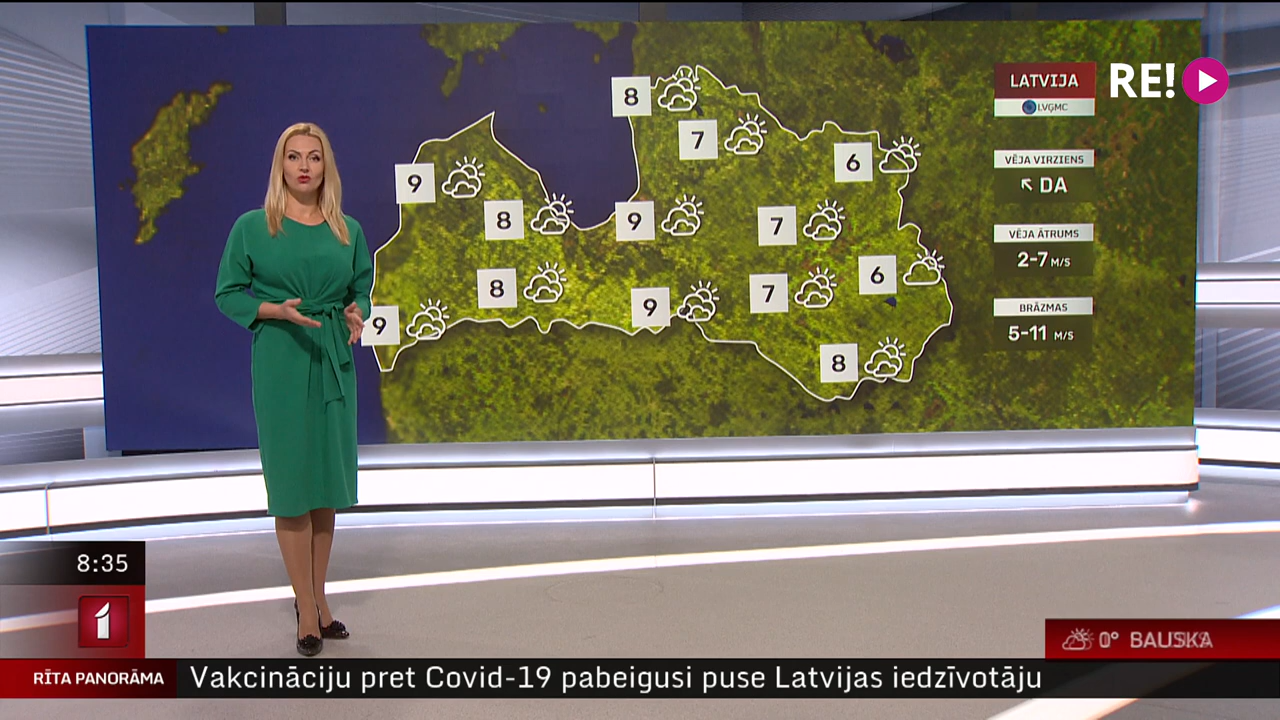 RE!
LATVIJA
LVĢMC
VĒJA VIRZIENS
DA
VĒJA ĀTRUMS
2-7 M/S
BRĀZMAS
5-11 M/S
8
7
6
9
8
9
7
8
9
7
6
9
8
8:35
1
0° BAUSKA
RĪTA PANORĀMA
Vakcināciju pret Covid-19 pabeigusi puse Latvijas iedzīvotāju